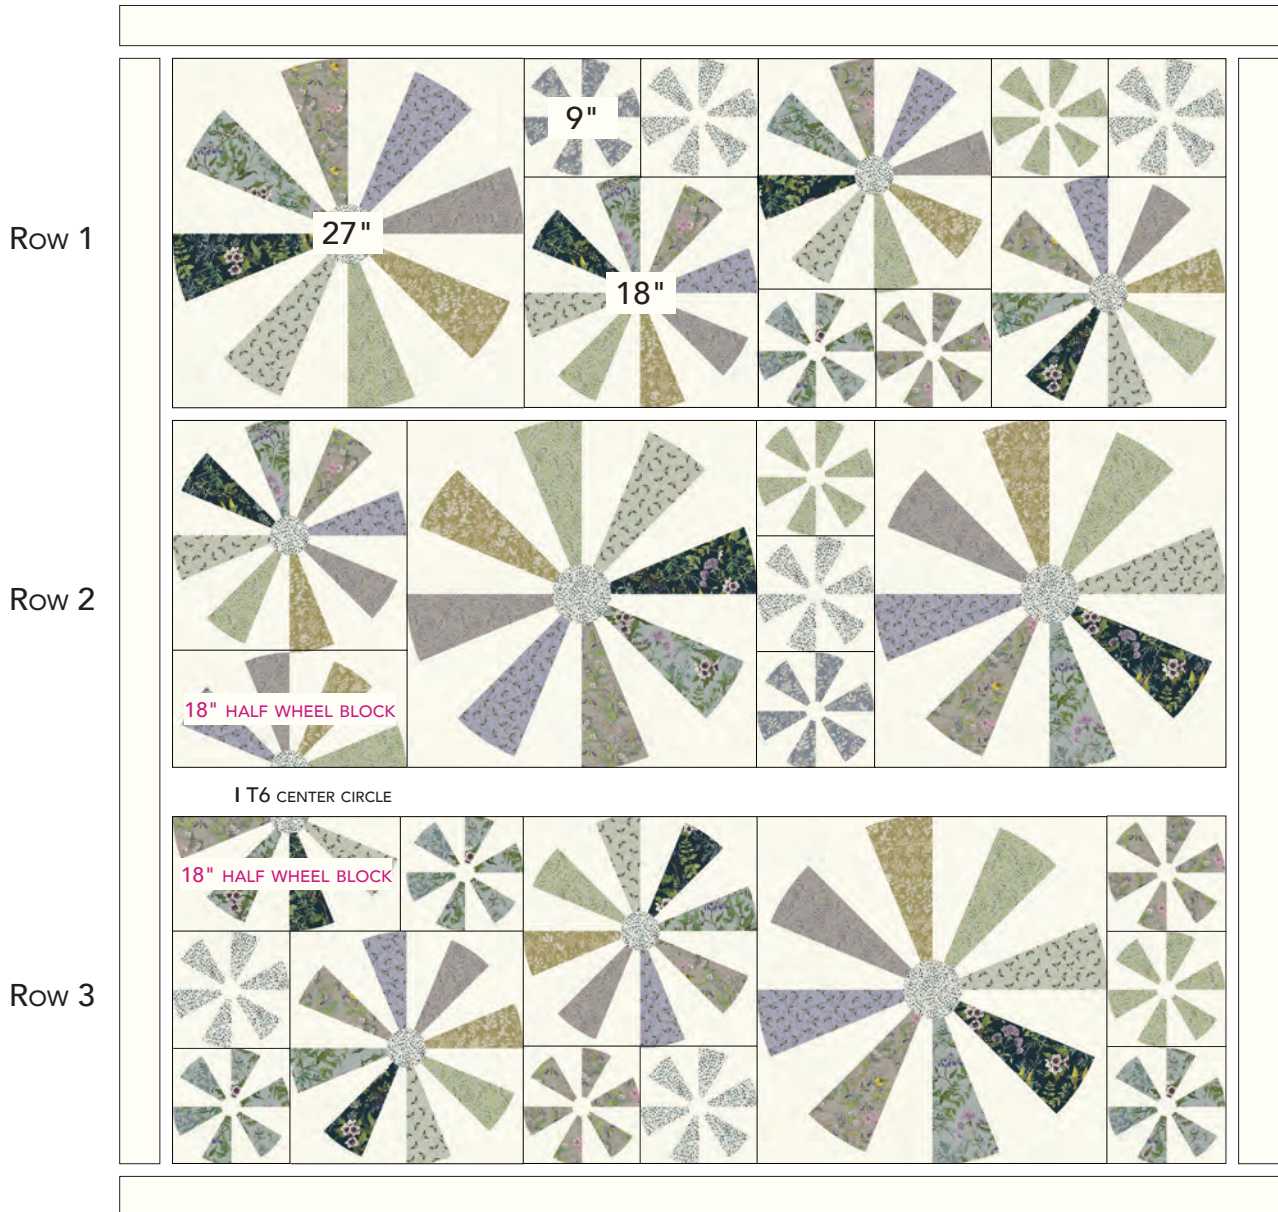 9"
Row 1
27"
18"
Row 2
18" HALF WHEEL BLOCK
1 T6 CENTER CIRCLE
18" HALF WHEEL BLOCK
Row 3